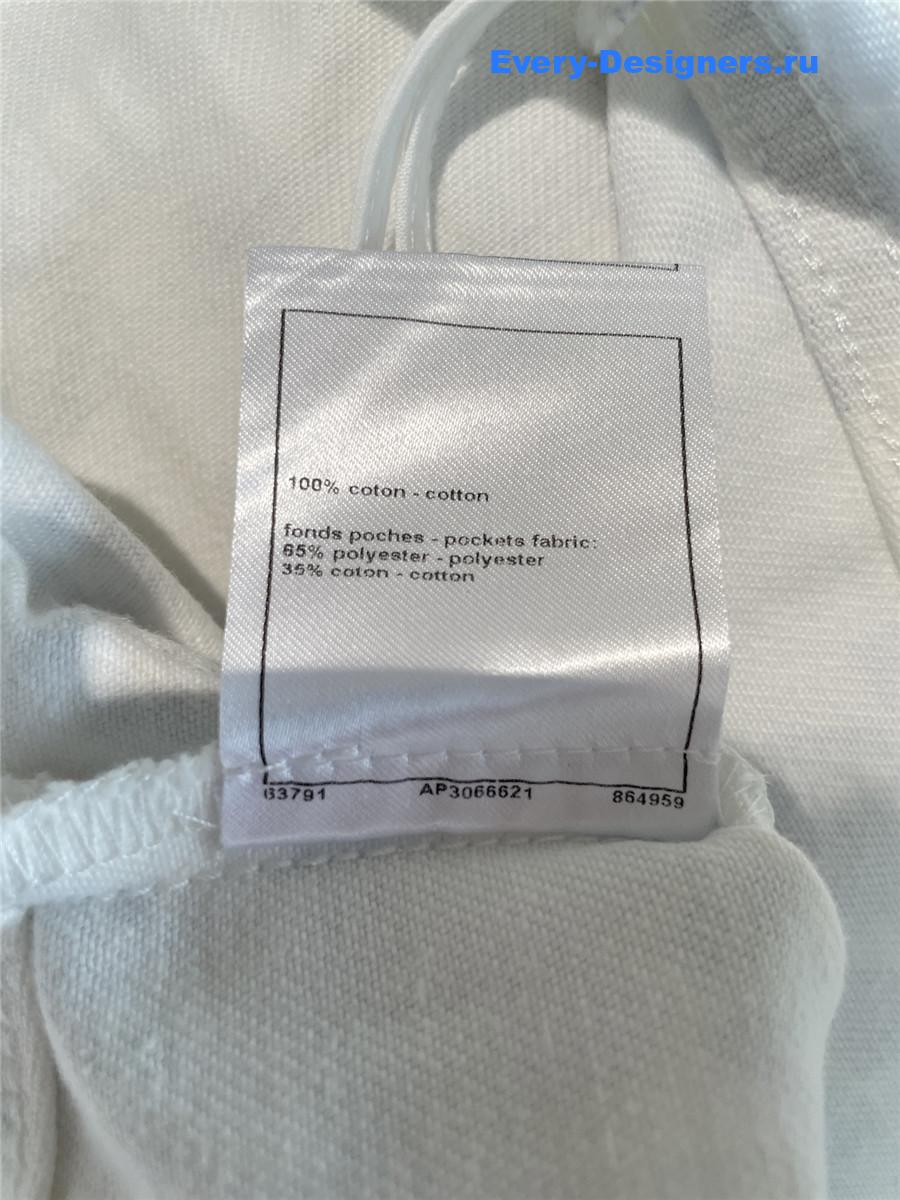 Every-Designers.ru
100% coton - cotton
fonds poches - pockets fabric:
65% polyester - polyester
35% coton - cotton
63791 AP3066621 864959